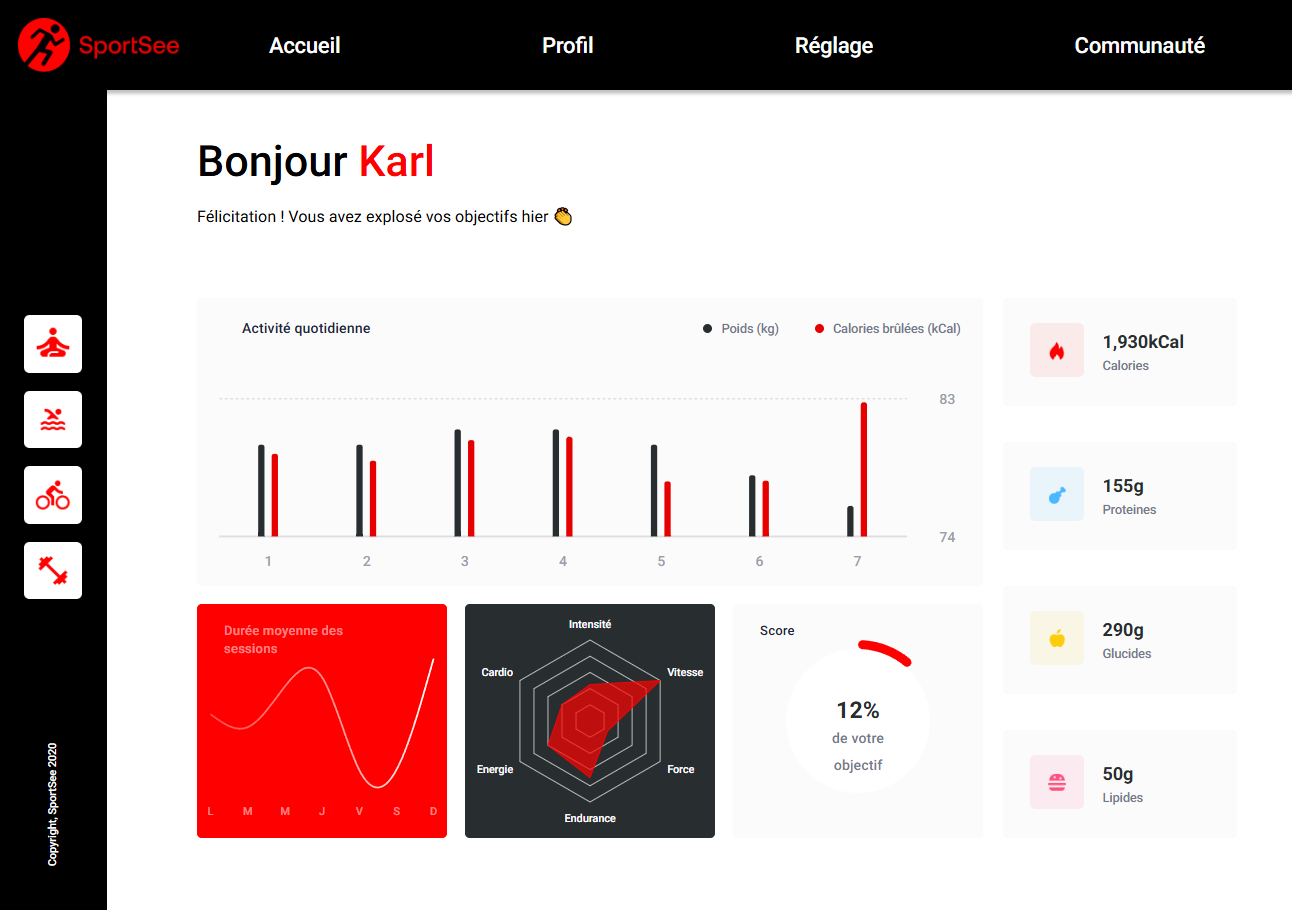 SportSee
Accueil
Profil
Réglage
Communauté
Bonjour Karl
Félicitation ! Vous avez explosé vos objectifs hier 👏
Activité quotidienne
Poids (kg)
Calories brûlées (kCal)
83
74
1
2
3
4
5
6
7
1,930kCal
Calories
155g
Proteines
290g
Glucides
50g
Lipides
Durée moyenne des
sessions
L
M
M
J
V
S
D
Intensité
Vitesse
Force
Endurance
Energie
Cardio
Score
12%
de votre
objectif
Copyright, SportSee 2020